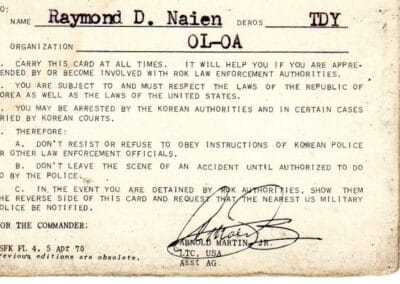 TO:
NAME Raymond D. Naien DEROS TDY
ORGANIZATION OL-OA
. CARRY THIS CARD AT ALL TIMES. IT WILL HELP YOU IF YOU ARE APPRE-
ENDED BY OR BECOME INVOLVED WITH ROK LAW ENFORCEMENT AUTHORITIES.
. YOU ARE SUBJECT TO AND MUST RESPECT THE LAWS OF THE REPUBLIC OF
OREA AS WELL AS THE LAWS OF THE UNITED STATES.
. YOU MAY BE ARRESTED BY THE KOREAN AUTHORITIES AND IN CERTAIN CASES
RIED BY KOREAN COURTS.
. THEREFORE:
A. DON'T RESIST OR REFUSE TO OBEY INSTRUCTIONS OF KOREAN POLICE
R OTHER LAW ENFORCEMENT OFFICIALS.
B. DON'T LEAVE THE SCENE OF AN ACCIDENT UNTIL AUTHORIZED TO DO
O BY THE POLICE.
C. IN THE EVENT YOU ARE DETAINED BY ROK AUTHORITIES, SHOW THEM
HE REVERSE SIDE OF THIS CARD AND REQUEST THAT THE NEAREST US MILITARY
OLICE BE NOTIFIED.
OR THE COMMANDER:
ARNOLD MARTIN, JR.
SFK FL 4, 5 Apr 70 LTC, USA
revious editions are obsolete. Asst AG